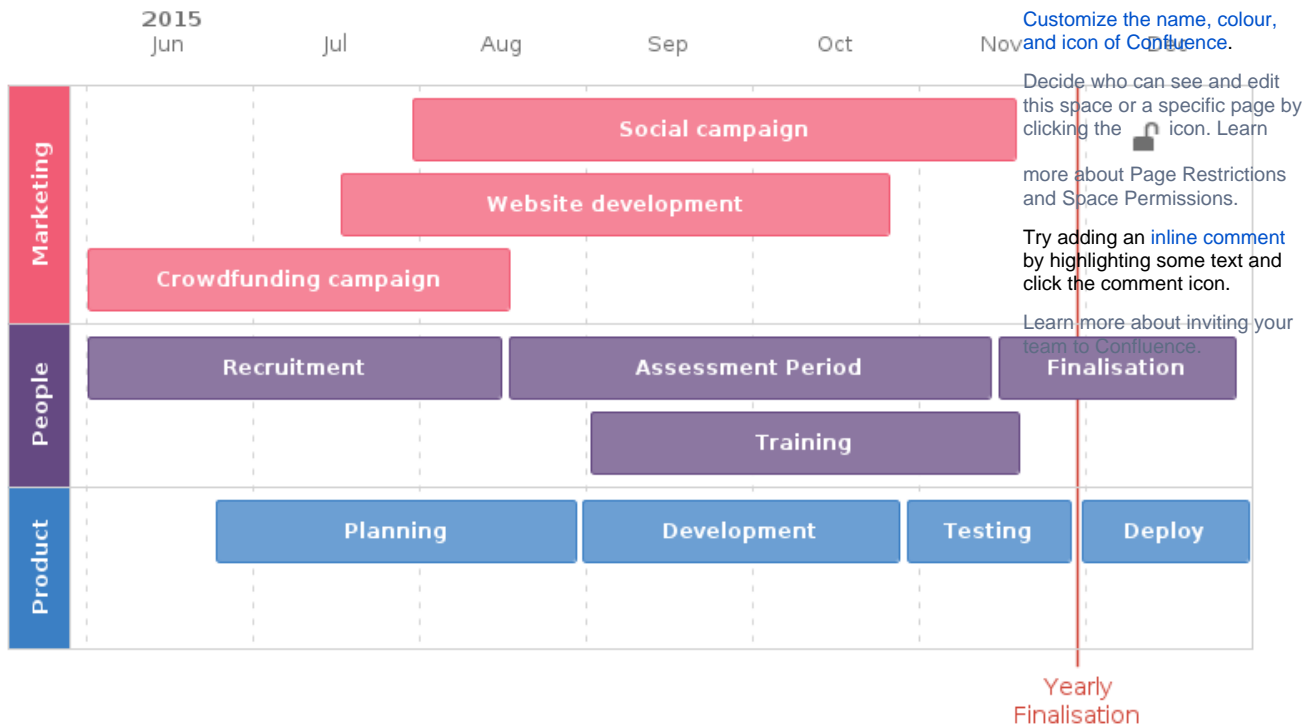 2015
Jun Jul Aug Sep Oct Nov Dec
Customize the name, colour,
and icon of Confluence.
Decide who can see and edit
this space or a specific page by
clicking the icon. Learn
more about Page Restrictions
and Space Permissions.
Try adding an inline comment
by highlighting some text and
click the comment icon.
Learn more about inviting your
team to Confluence.
Marketing
Social campaign
Website development
Crowdfunding campaign
People
Recruitment
Assessment Period
Finalisation
Training
Product
Planning
Development
Testing
Deploy
Yearly
Finalisation